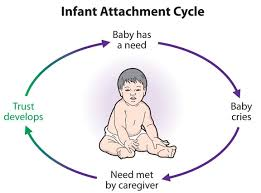 Infant Attachment Cycle
Baby has
a need
Baby
cries
Need met
by caregiver
Trust
develops